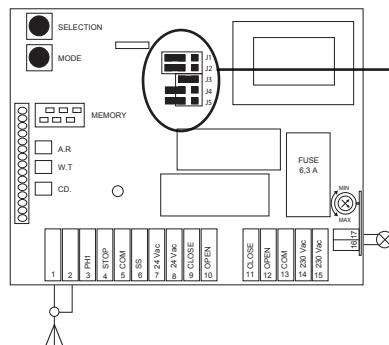 SELECTION
MODE
J1
J2
J3
J4
J5
MEMORY
A.R
W.T
CD.
FUSE
6,3 A
MIN
MAX
17
16
1
2
PH1 3
STOP 4
COM 5
SS 6
24 Vac 7
24 Vac 8
CLOSE 9
OPEN 10
CLOSE 11
OPEN 12
COM 13
230 Vac 14
230 Vac 15